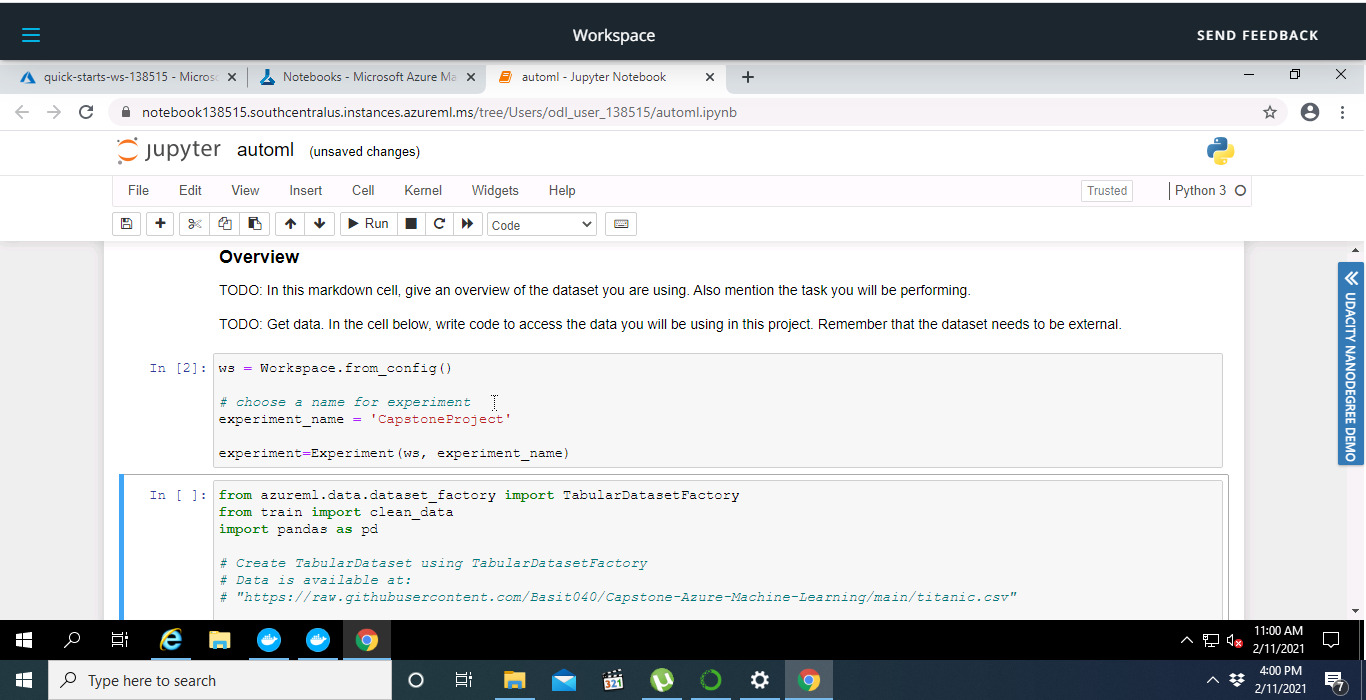 Workspace
SEND FEEDBACK
quick-starts-ws-138515 - Micros
Notebooks - Microsoft Azure Ma
automl - Jupyter Notebook
notebook138515.southcentralus.instances.azureml.ms/tree/Users/odl_user_138515/automl.ipynb
jupyter automl (unsaved changes)
File Edit View Insert Cell Kernel Widgets Help
Trusted
Python 3
Run
Code
Overview
TODO: In this markdown cell, give an overview of the dataset you are using. Also mention the task you will be performing.
TODO: Get data. In the cell below, write code to access the data you will be using in this project. Remember that the dataset needs to be external.
In [2]: ws = Workspace.from_config()
# choose a name for experiment
experiment_name = 'CapstoneProject'
experiment=Experiment(ws, experiment_name)
In [ ]: from azureml.data.dataset_factory import TabularDatasetFactory
from train import clean_data
import pandas as pd
# Create TabularDataset using TabularDatasetFactory
# Data is available at:
# "https://raw.githubusercontent.com/Basit040/Capstone-Azure-Machine-Learning/main/titanic.csv"
UDACITY NANODEGREE DEMO
11:00 AM
2/11/2021
Type here to search
321
4:00 PM
2/11/2021
7